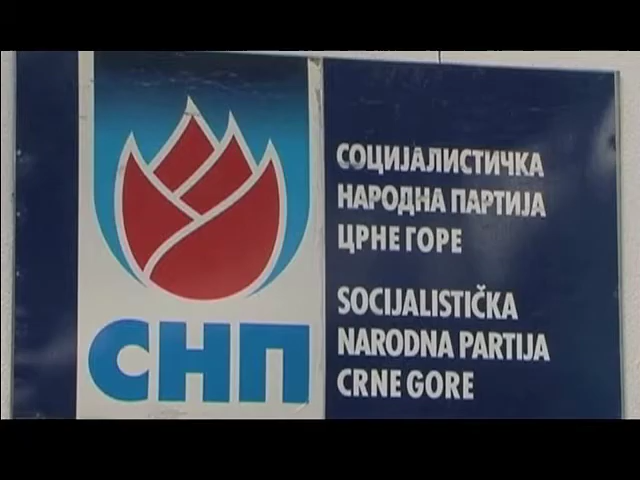 СНП
СОЦИЈАЛИСТИЧКА
НАРОДНА ПАРТИЈА
ЦРНЕ ГОРЕ
SOCIJALISTIČKA
NARODNA PARTIJA
CRNE GORE